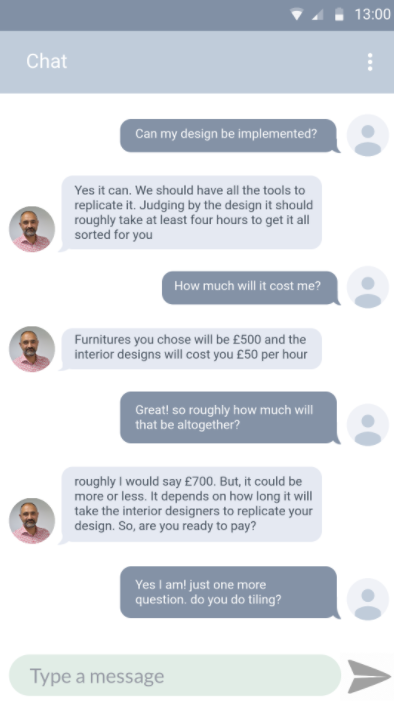 13:00
Chat
Can my design be implemented?
Yes it can. We should have all the tools to
replicate it. Judging by the design it should
roughly take at least four hours to get it all
sorted for you
How much will it cost me?
Furnitures you chose will be £500 and the
interior designs will cost you £50 per hour
Great! so roughly how much will
that be altogether?
roughly I would say £700. But, it could be
more or less. It depends on how long it will
take the interior designers to replicate your
design. So, are you ready to pay?
Yes I am! just one more
question. do you do tiling?
Type a message